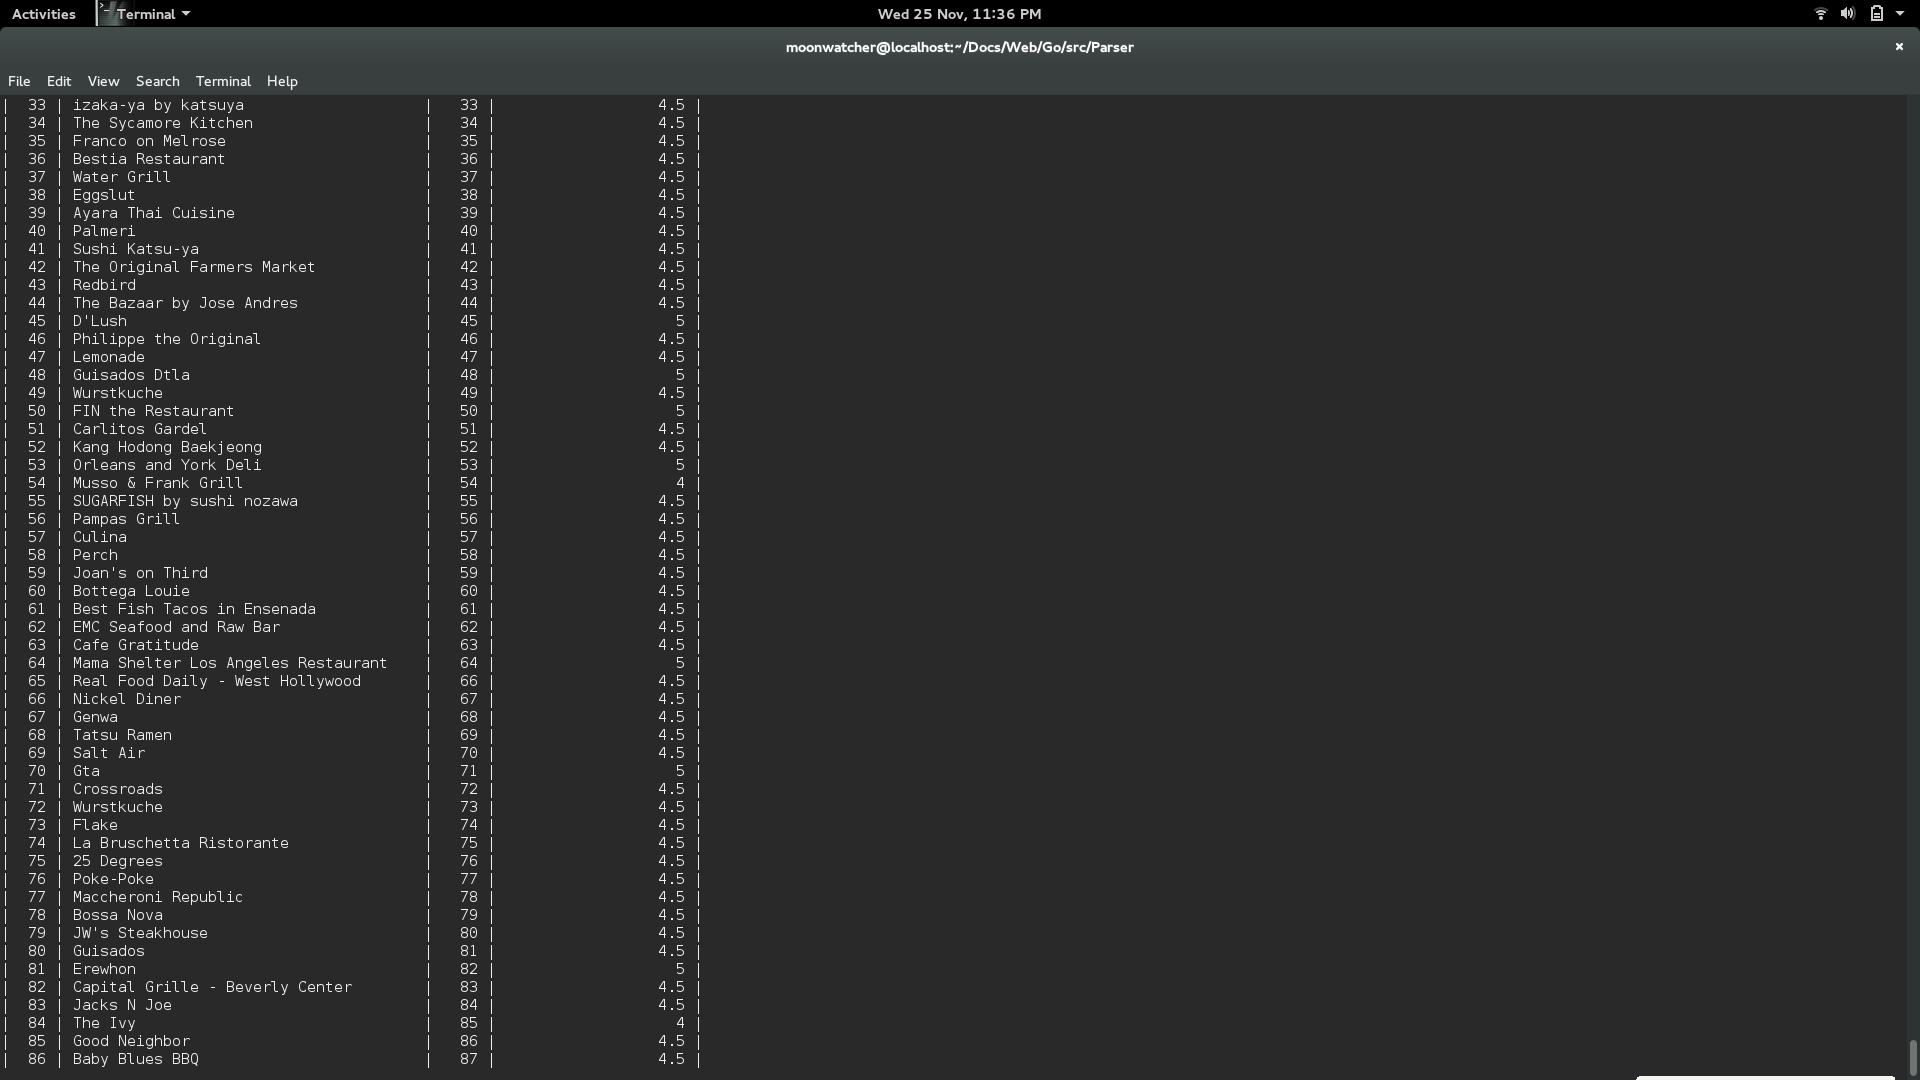 Activities Terminal Wed 25 Nov, 11:36 PM
moonwatcher@localhost:~/Docs/Web/Go/src/Parser ×
File Edit View Search Terminal Help
| 33 | izaka-ya by katsuya | 33 | 4.5 |
| 34 | The Sycamore Kitchen | 34 | 4.5 |
| 35 | Franco on Melrose | 35 | 4.5 |
| 36 | Bestia Restaurant | 36 | 4.5 |
| 37 | Water Grill | 37 | 4.5 |
| 38 | Eggslut | 38 | 4.5 |
| 39 | Ayara Thai Cuisine | 39 | 4.5 |
| 40 | Palmeri | 40 | 4.5 |
| 41 | Sushi Katsu-ya | 41 | 4.5 |
| 42 | The Original Farmers Market | 42 | 4.5 |
| 43 | Redbird | 43 | 4.5 |
| 44 | The Bazaar by Jose Andres | 44 | 4.5 |
| 45 | D'Lush | 45 | 5 |
| 46 | Philippe the Original | 46 | 4.5 |
| 47 | Lemonade | 47 | 4.5 |
| 48 | Guisados Dtla | 48 | 5 |
| 49 | Wurstkuche | 49 | 4.5 |
| 50 | FIN the Restaurant | 50 | 5 |
| 51 | Carlitos Gardel | 51 | 4.5 |
| 52 | Kang Hodong Baekjeong | 52 | 4.5 |
| 53 | Orleans and York Deli | 53 | 5 |
| 54 | Musso & Frank Grill | 54 | 4 |
| 55 | SUGARFISH by sushi nozawa | 55 | 4.5 |
| 56 | Pampas Grill | 56 | 4.5 |
| 57 | Culina | 57 | 4.5 |
| 58 | Perch | 58 | 4.5 |
| 59 | Joan's on Third | 59 | 4.5 |
| 60 | Bottega Louie | 60 | 4.5 |
| 61 | Best Fish Tacos in Ensenada | 61 | 4.5 |
| 62 | EMC Seafood and Raw Bar | 62 | 4.5 |
| 63 | Cafe Gratitude | 63 | 4.5 |
| 64 | Mama Shelter Los Angeles Restaurant | 64 | 5 |
| 65 | Real Food Daily - West Hollywood | 66 | 4.5 |
| 66 | Nickel Diner | 67 | 4.5 |
| 67 | Genwa | 68 | 4.5 |
| 68 | Tatsu Ramen | 69 | 4.5 |
| 69 | Salt Air | 70 | 4.5 |
| 70 | Gta | 71 | 5 |
| 71 | Crossroads | 72 | 4.5 |
| 72 | Wurstkuche | 73 | 4.5 |
| 73 | Flake | 74 | 4.5 |
| 74 | La Bruschetta Ristorante | 75 | 4.5 |
| 75 | 25 Degrees | 76 | 4.5 |
| 76 | Poke-Poke | 77 | 4.5 |
| 77 | Maccheroni Republic | 78 | 4.5 |
| 78 | Bossa Nova | 79 | 4.5 |
| 79 | JW's Steakhouse | 80 | 4.5 |
| 80 | Guisados | 81 | 4.5 |
| 81 | Erewhon | 82 | 5 |
| 82 | Capital Grille - Beverly Center | 83 | 4.5 |
| 83 | Jacks N Joe | 84 | 4.5 |
| 84 | The Ivy | 85 | 4 |
| 85 | Good Neighbor | 86 | 4.5 |
| 86 | Baby Blues BBQ | 87 | 4.5 |